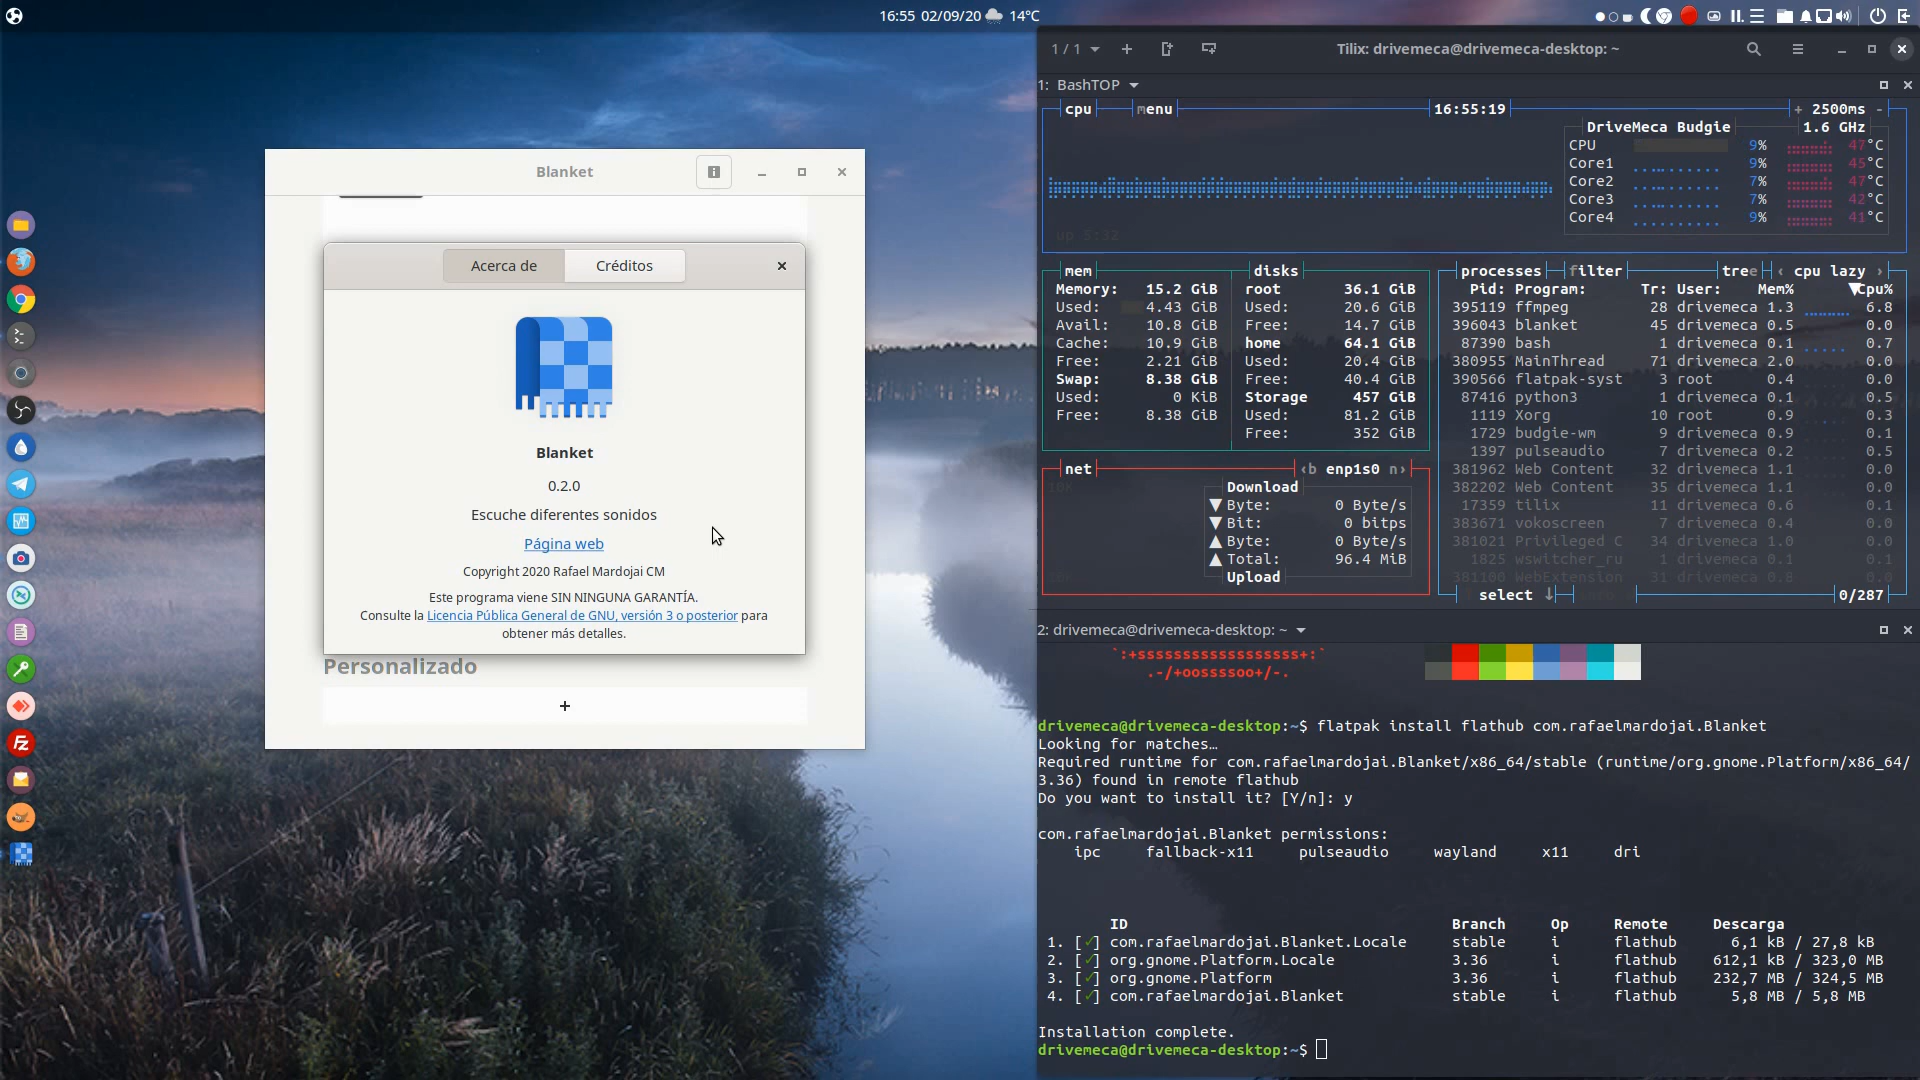 16:55 02/09/20 14°C
Blanket
Acerca de
Créditos
Blanket
0.2.0
Escuche diferentes sonidos
Página web
Copyright 2020 Rafael Mardojai CM
Este programa viene SIN NINGUNA GARANTÍA.
Consulte la Licencia Pública General de GNU, versión 3 o posterior para
obtener más detalles.
Personalizado
+
1 / 1
Tilix: drivemeca@drivemeca-desktop: ~
1: BashTOP
cpu menu 16:55:19 + 2500ms -
DriveMeca Budgie 1.6 GHz
CPU 9% 47°C
Core1 9% 45°C
Core2 7% 47°C
Core3 7% 42°C
Core4 9% 41°C
up 5:32
mem
Memory: 15.2 GiB
Used: 4.43 GiB
Avail: 10.8 GiB
Cache: 10.9 GiB
Free: 2.21 GiB
Swap: 8.38 GiB
Used: 0 KiB
Free: 8.38 GiB
disks
root 36.1 GiB
Used: 20.6 GiB
Free: 14.7 GiB
home 64.1 GiB
Used: 20.4 GiB
Free: 40.4 GiB
Storage 457 GiB
Used: 81.2 GiB
Free: 352 GiB
processes filter tree ‹ cpu lazy ›
Pid: Program: Tr: User: Mem% ▼Cpu%
395119 ffmpeg 28 drivemeca 1.3 6.8
396043 blanket 45 drivemeca 0.5 0.0
87390 bash 1 drivemeca 0.1 0.7
380955 MainThread 71 drivemeca 2.0 0.0
390566 flatpak-syst 3 root 0.4 0.0
87416 python3 1 drivemeca 0.1 0.5
1119 Xorg 10 root 0.9 0.3
1729 budgie-wm 9 drivemeca 0.9 0.1
1397 pulseaudio 7 drivemeca 0.2 0.5
381962 Web Content 32 drivemeca 1.1 0.0
382202 Web Content 35 drivemeca 1.1 0.0
17359 tilix 11 drivemeca 0.6 0.1
383671 vokoscreen 7 drivemeca 0.4 0.0
381021 Privileged C 34 drivemeca 1.0 0.0
1825 wswitcher_ru 1 drivemeca 0.1 0.1
381100 WebExtension 31 drivemeca 0.8 0.0
select ↓ 0/287
net ‹b enp1s0 n›
Download
▼ Byte: 0 Byte/s
▼ Bit: 0 bitps
▲ Byte: 0 Byte/s
▲ Total: 96.4 MiB
Upload
2: drivemeca@drivemeca-desktop: ~
`:+ssssssssssssssssss+:`
.-/+oossssoo+/-.
drivemeca@drivemeca-desktop:~$ flatpak install flathub com.rafaelmardojai.Blanket
Looking for matches…
Required runtime for com.rafaelmardojai.Blanket/x86_64/stable (runtime/org.gnome.Platform/x86_64/
3.36) found in remote flathub
Do you want to install it? [Y/n]: y
com.rafaelmardojai.Blanket permissions:
ipc fallback-x11 pulseaudio wayland x11 dri
ID Branch Op Remote Descarga
1. [✓] com.rafaelmardojai.Blanket.Locale stable i flathub 6,1 kB / 27,8 kB
2. [✓] org.gnome.Platform.Locale 3.36 i flathub 612,1 kB / 323,0 MB
3. [✓] org.gnome.Platform 3.36 i flathub 232,7 MB / 324,5 MB
4. [✓] com.rafaelmardojai.Blanket stable i flathub 5,8 MB / 5,8 MB
Installation complete.
drivemeca@drivemeca-desktop:~$